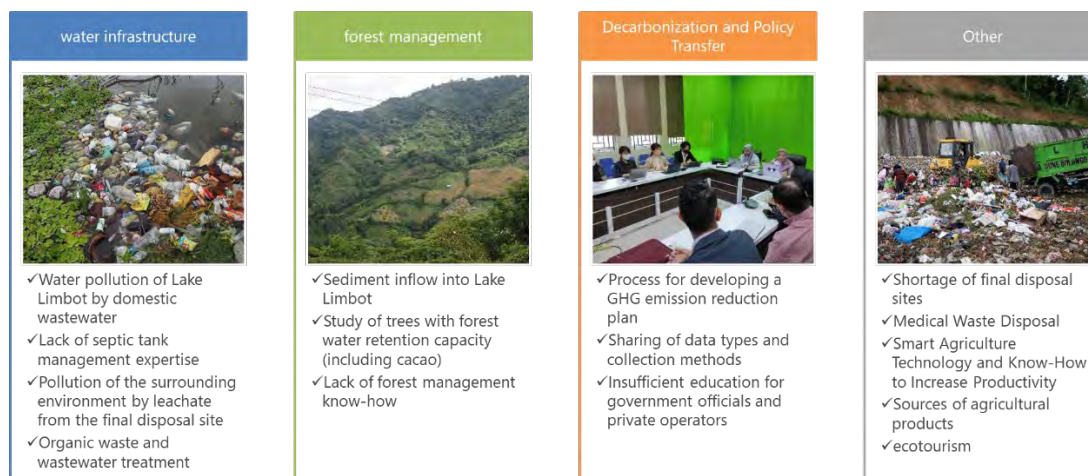 water infrastructure
✓Water pollution of Lake
Limbot by domestic
wastewater
✓Lack of septic tank
management expertise
✓Pollution of the surrounding
environment by leachate
from the final disposal site
✓Organic waste and
wastewater treatment
forest management
✓Sediment inflow into Lake
Limbot
✓Study of trees with forest
water retention capacity
(including cacao)
✓Lack of forest management
know-how
Decarbonization and Policy
Transfer
✓Process for developing a
GHG emission reduction
plan
✓Sharing of data types and
collection methods
✓Insufficient education for
government officials and
private operators
Other
✓Shortage of final disposal
sites
✓Medical Waste Disposal
✓Smart Agriculture
Technology and Know-How
to Increase Productivity
✓Sources of agricultural
products
✓ecotourism